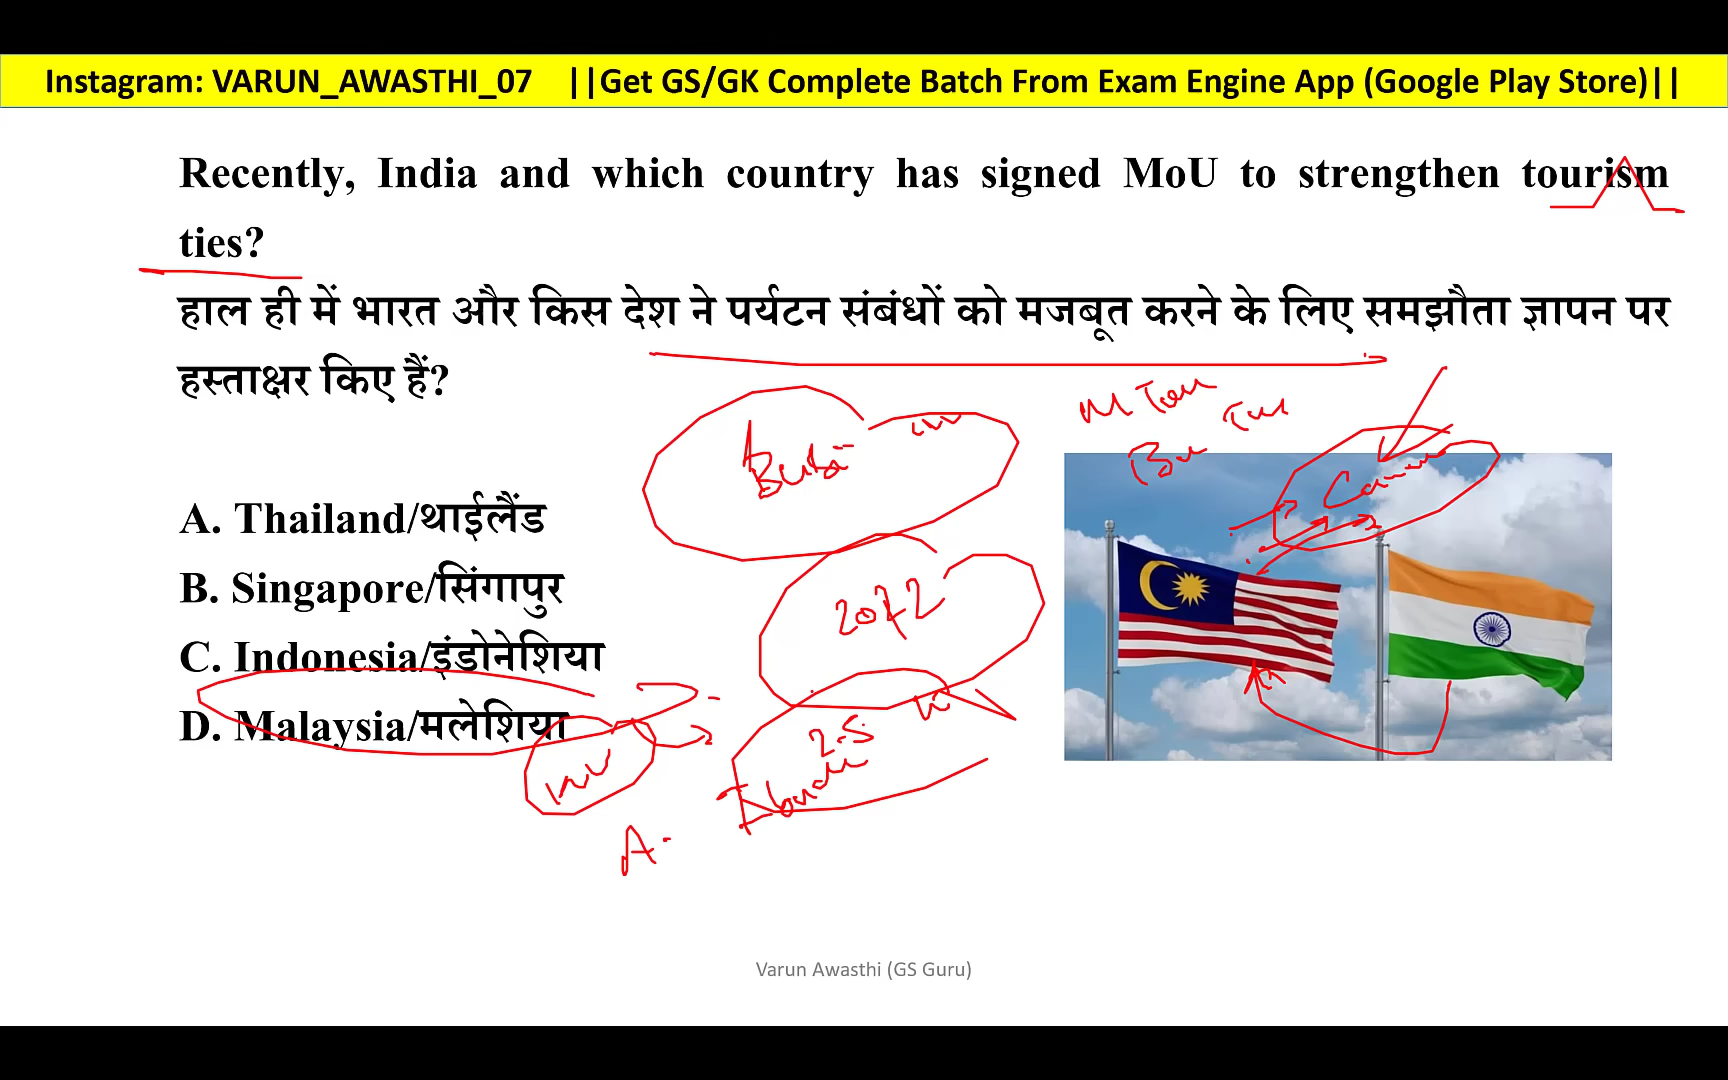 Instagram: VARUN_AWASTHI_07 ||Get GS/GK Complete Batch From Exam Engine App (Google Play Store)||
Recently, India and which country has signed MoU to strengthen tourism
ties?
हाल ही में भारत और किस देश ने पर्यटन संबंधों को मजबूत करने के लिए समझौता ज्ञापन पर
हस्ताक्षर किए हैं?
A. Thailand/थाईलैंड
B. Singapore/सिंगापुर
C. Indonesia/इंडोनेशिया
D. Malaysia/मलेशिया
A.
Varun Awasthi (GS Guru)